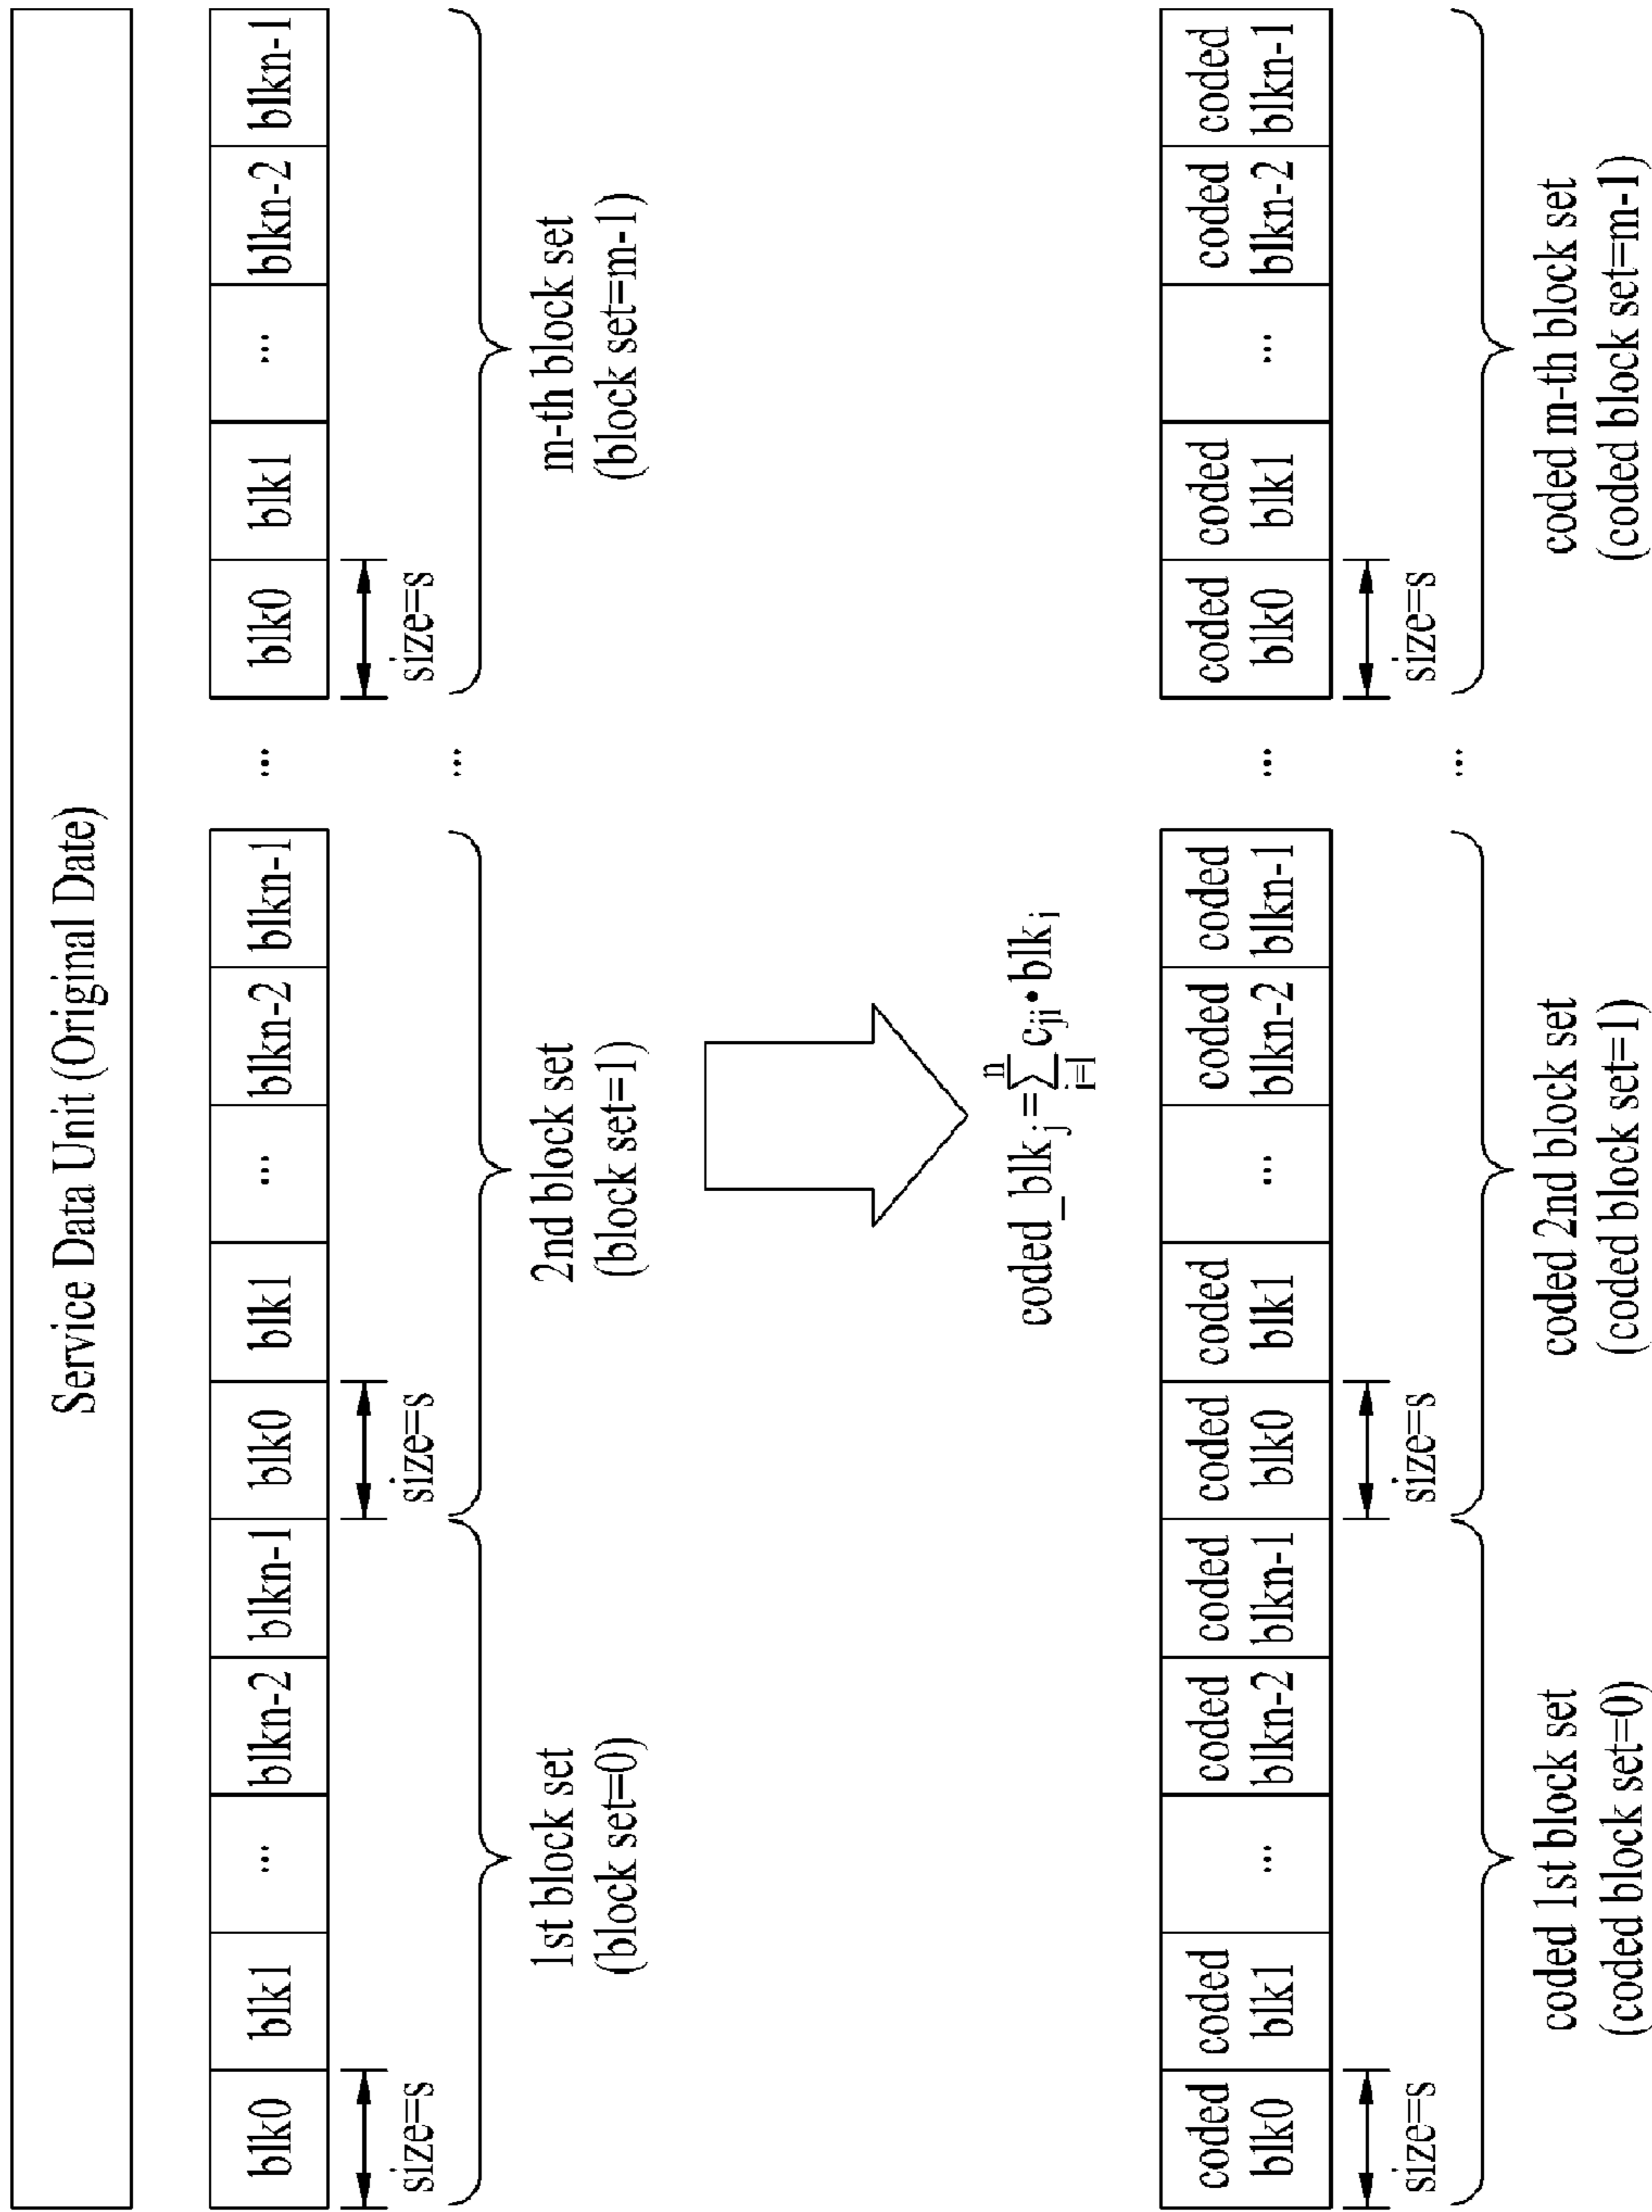 Service Data Unit (Original Date)
blk0 blk1 ... blkn-2 blkn-1 blk0 blk1 ... blkn-2 blkn-1 ... blk0 blk1 ... blkn-2 blkn-1
size=s size=s size=s
...
1st block set 2nd block set m-th block set
(block set=0) (block set=1) (block set=m-1)
coded_blk_j=∑_{i=1}^{n} c_{ji}•blk_j
coded coded coded coded coded coded coded coded coded coded coded coded
blk0 blk1 ... blkn-2 blkn-1 blk0 blk1 ... blkn-2 blkn-1 ... blk0 blk1 ... blkn-2 blkn-1
size=s size=s size=s
...
coded 1st block set coded 2nd block set coded m-th block set
(coded block set=0) (coded block set=1) (coded block set=m-1)